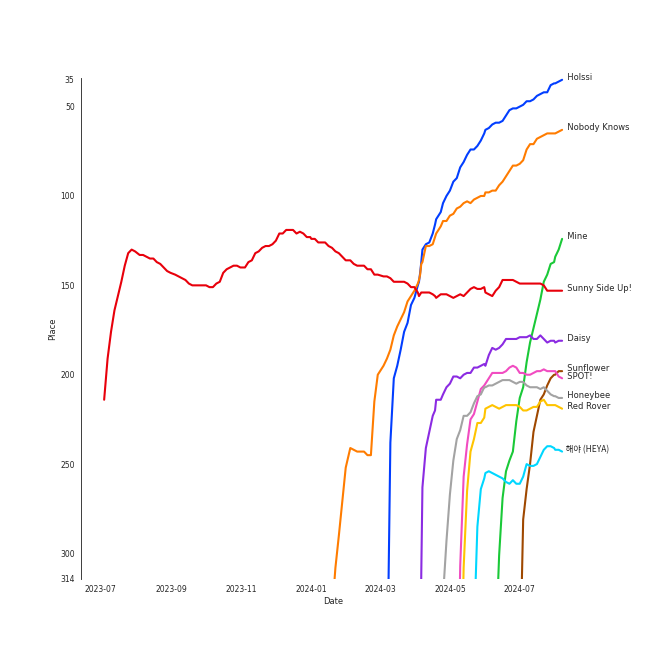 35
50
100
150
200
250
300
314
Place
2023-07
2023-09
2023-11
2024-01
2024-03
2024-05
2024-07
Date
Holssi
Nobody Knows
Mine
Sunny Side Up!
Daisy
Sunflower
SPOT!
Honeybee
Red Rover
해야 (HEYA)